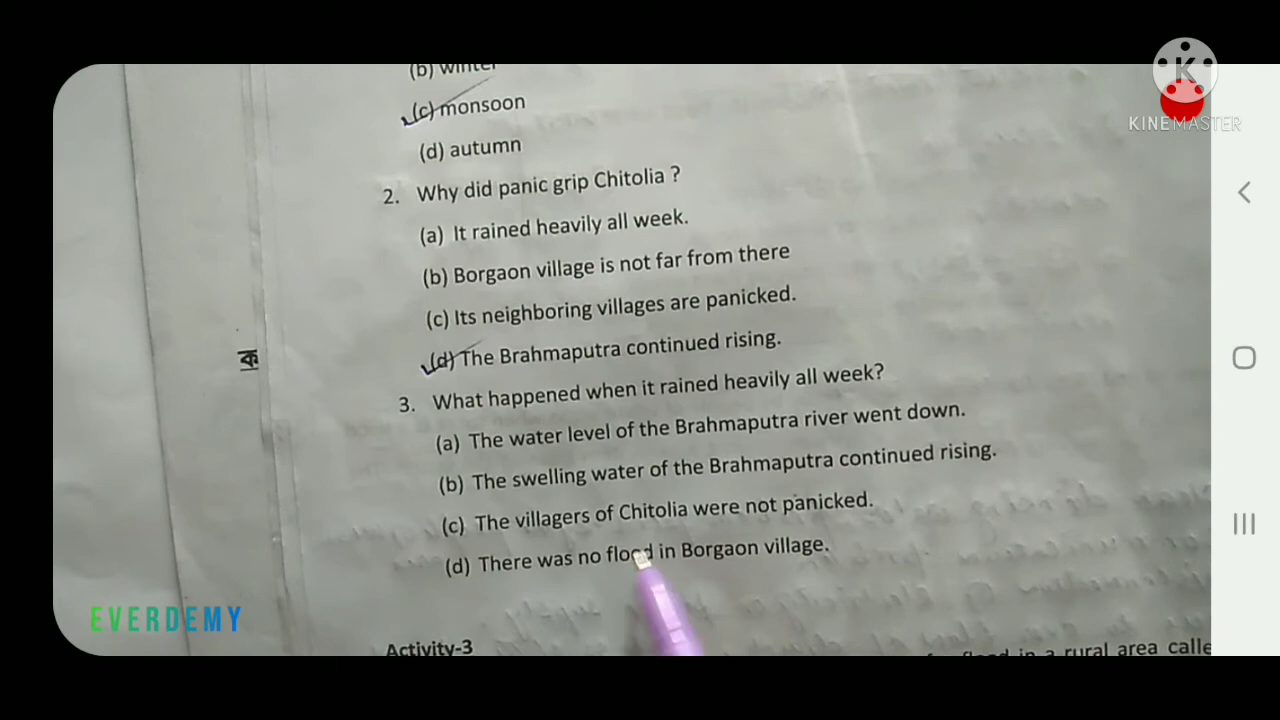 (b) winter
(c) monsoon
(d) autumn
2. Why did panic grip Chitolia ?
(a) It rained heavily all week.
(b) Borgaon village is not far from there
(c) Its neighboring villages are panicked.
(d) The Brahmaputra continued rising.
3. What happened when it rained heavily all week?
(a) The water level of the Brahmaputra river went down.
(b) The swelling water of the Brahmaputra continued rising.
(c) The villagers of Chitolia were not panicked.
(d) There was no flood in Borgaon village.
Activity-3
flood in a rural area calle
ক
K
KINEMASTER
EVERDEMY